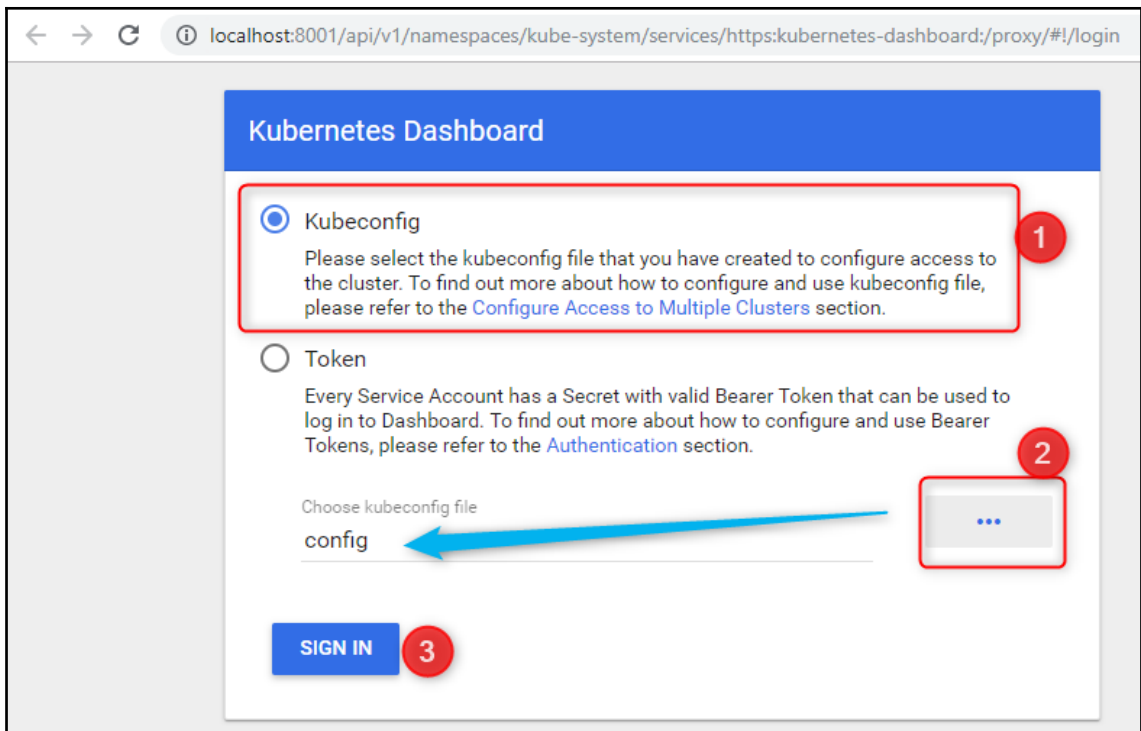 localhost:8001/api/v1/namespaces/kube-system/services/https:kubernetes-dashboard:/proxy/#!/login
Kubernetes Dashboard
Kubeconfig
1
Please select the kubeconfig file that you have created to configure access to
the cluster. To find out more about how to configure and use kubeconfig file,
please refer to the Configure Access to Multiple Clusters section.
Token
Every Service Account has a Secret with valid Bearer Token that can be used to
log in to Dashboard. To find out more about how to configure and use Bearer
Tokens, please refer to the Authentication section.
2
Choose kubeconfig file
...
config
SIGN IN
3